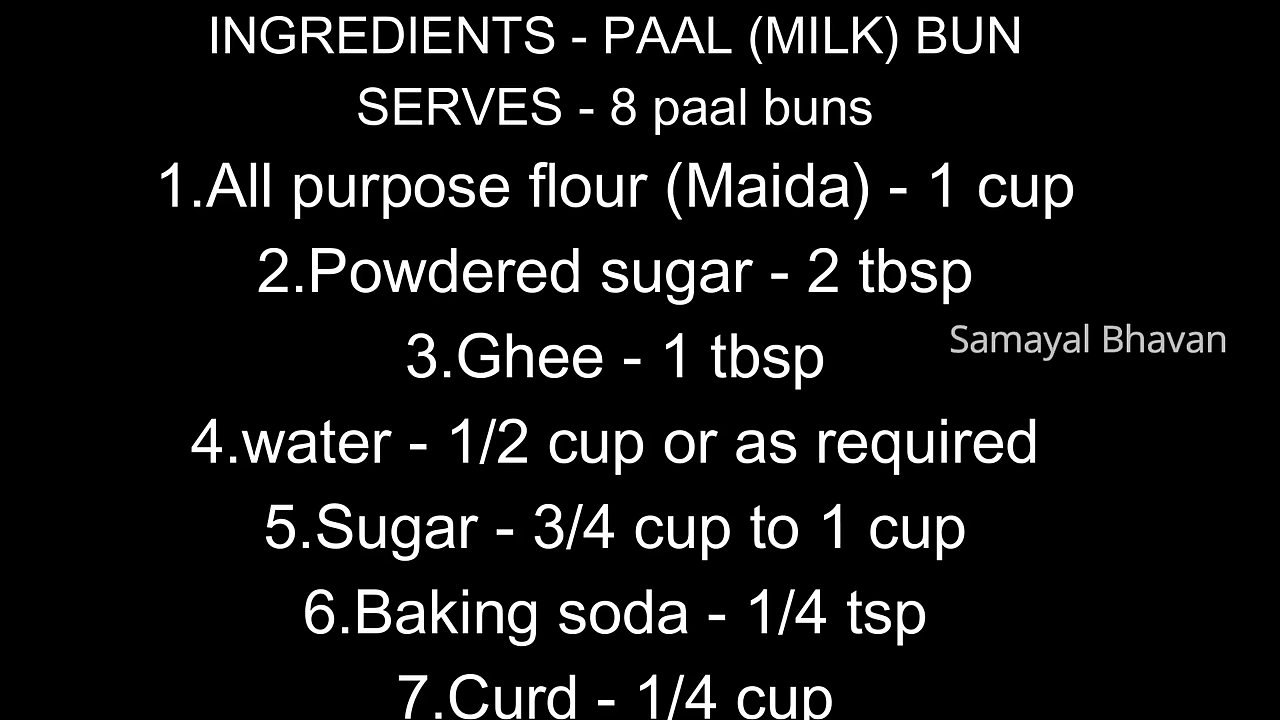 INGREDIENTS - PAAL (MILK) BUN
SERVES - 8 paal buns
1.All purpose flour (Maida) - 1 cup
2.Powdered sugar - 2 tbsp
3.Ghee - 1 tbsp
Samayal Bhavan
4.water - 1/2 cup or as required
5.Sugar - 3/4 cup to 1 cup
6.Baking soda - 1/4 tsp
7.Curd - 1/4 cup